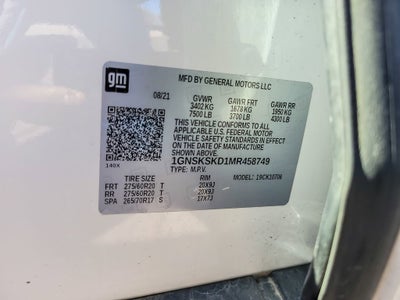 gm
MFD BY GENERAL MOTORS LLC
08/21 GVWR GAWR FRT GAWR RR
3402 KG 1678 KG 1950 KG
7500 LB 3700 LB 4300 LB
THIS VEHICLE CONFORMS TO ALL APPLICABLE
U.S. FEDERAL MOTOR
VEHICLE SAFETY STANDARDS IN EFFECT ON
THE DATE OF MANUFACTURE
SHOWN ABOVE.
1GNSKSKD1MR458749
140X TYPE: M.P.V. MODEL: 19CK10706
TIRE SIZE RIM
FRT 275/60R20 T 20X9J
RR 275/60R20 T 20X9J
SPA 265/70R17 S 17X7J